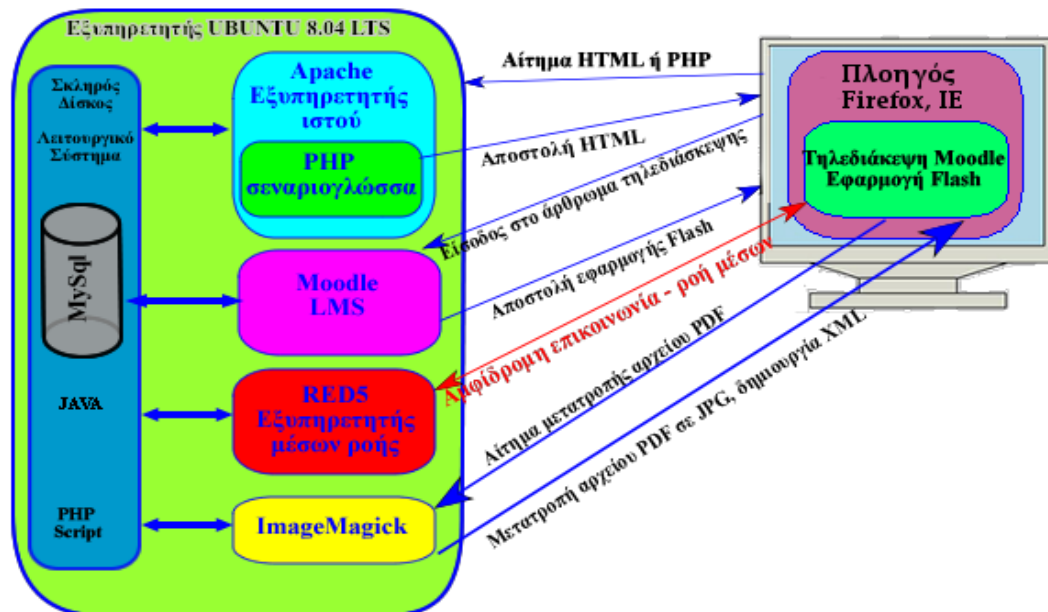 Εξυπηρετητής UBUNTU 8.04 LTS
Σκληρός
Δίσκος
Λειτουργικό
Σύστημα
MySql
JAVA
PHP
Script
Apache
Εξυπηρετητής
ιστού
PHP
σεναριογλώσσα
Moodle
LMS
RED5
Εξυπηρετητής
μέσων ροής
ImageMagick
Αίτημα HTML ή PHP
Αποστολή HTML
Είσοδος στο άρθρωμα τηλεδιάσκεψης
Αποστολή εφαρμογής Flash
Αμφίδρομη επικοινωνία - ροή μέσων
Αίτημα μετατροπής αρχείου PDF
Μετατροπή αρχείου PDF σε JPG, δημιουργία XML
Πλοηγός
Firefox, IE
Τηλεδιάκεψη Moodle
Εφαρμογή Flash